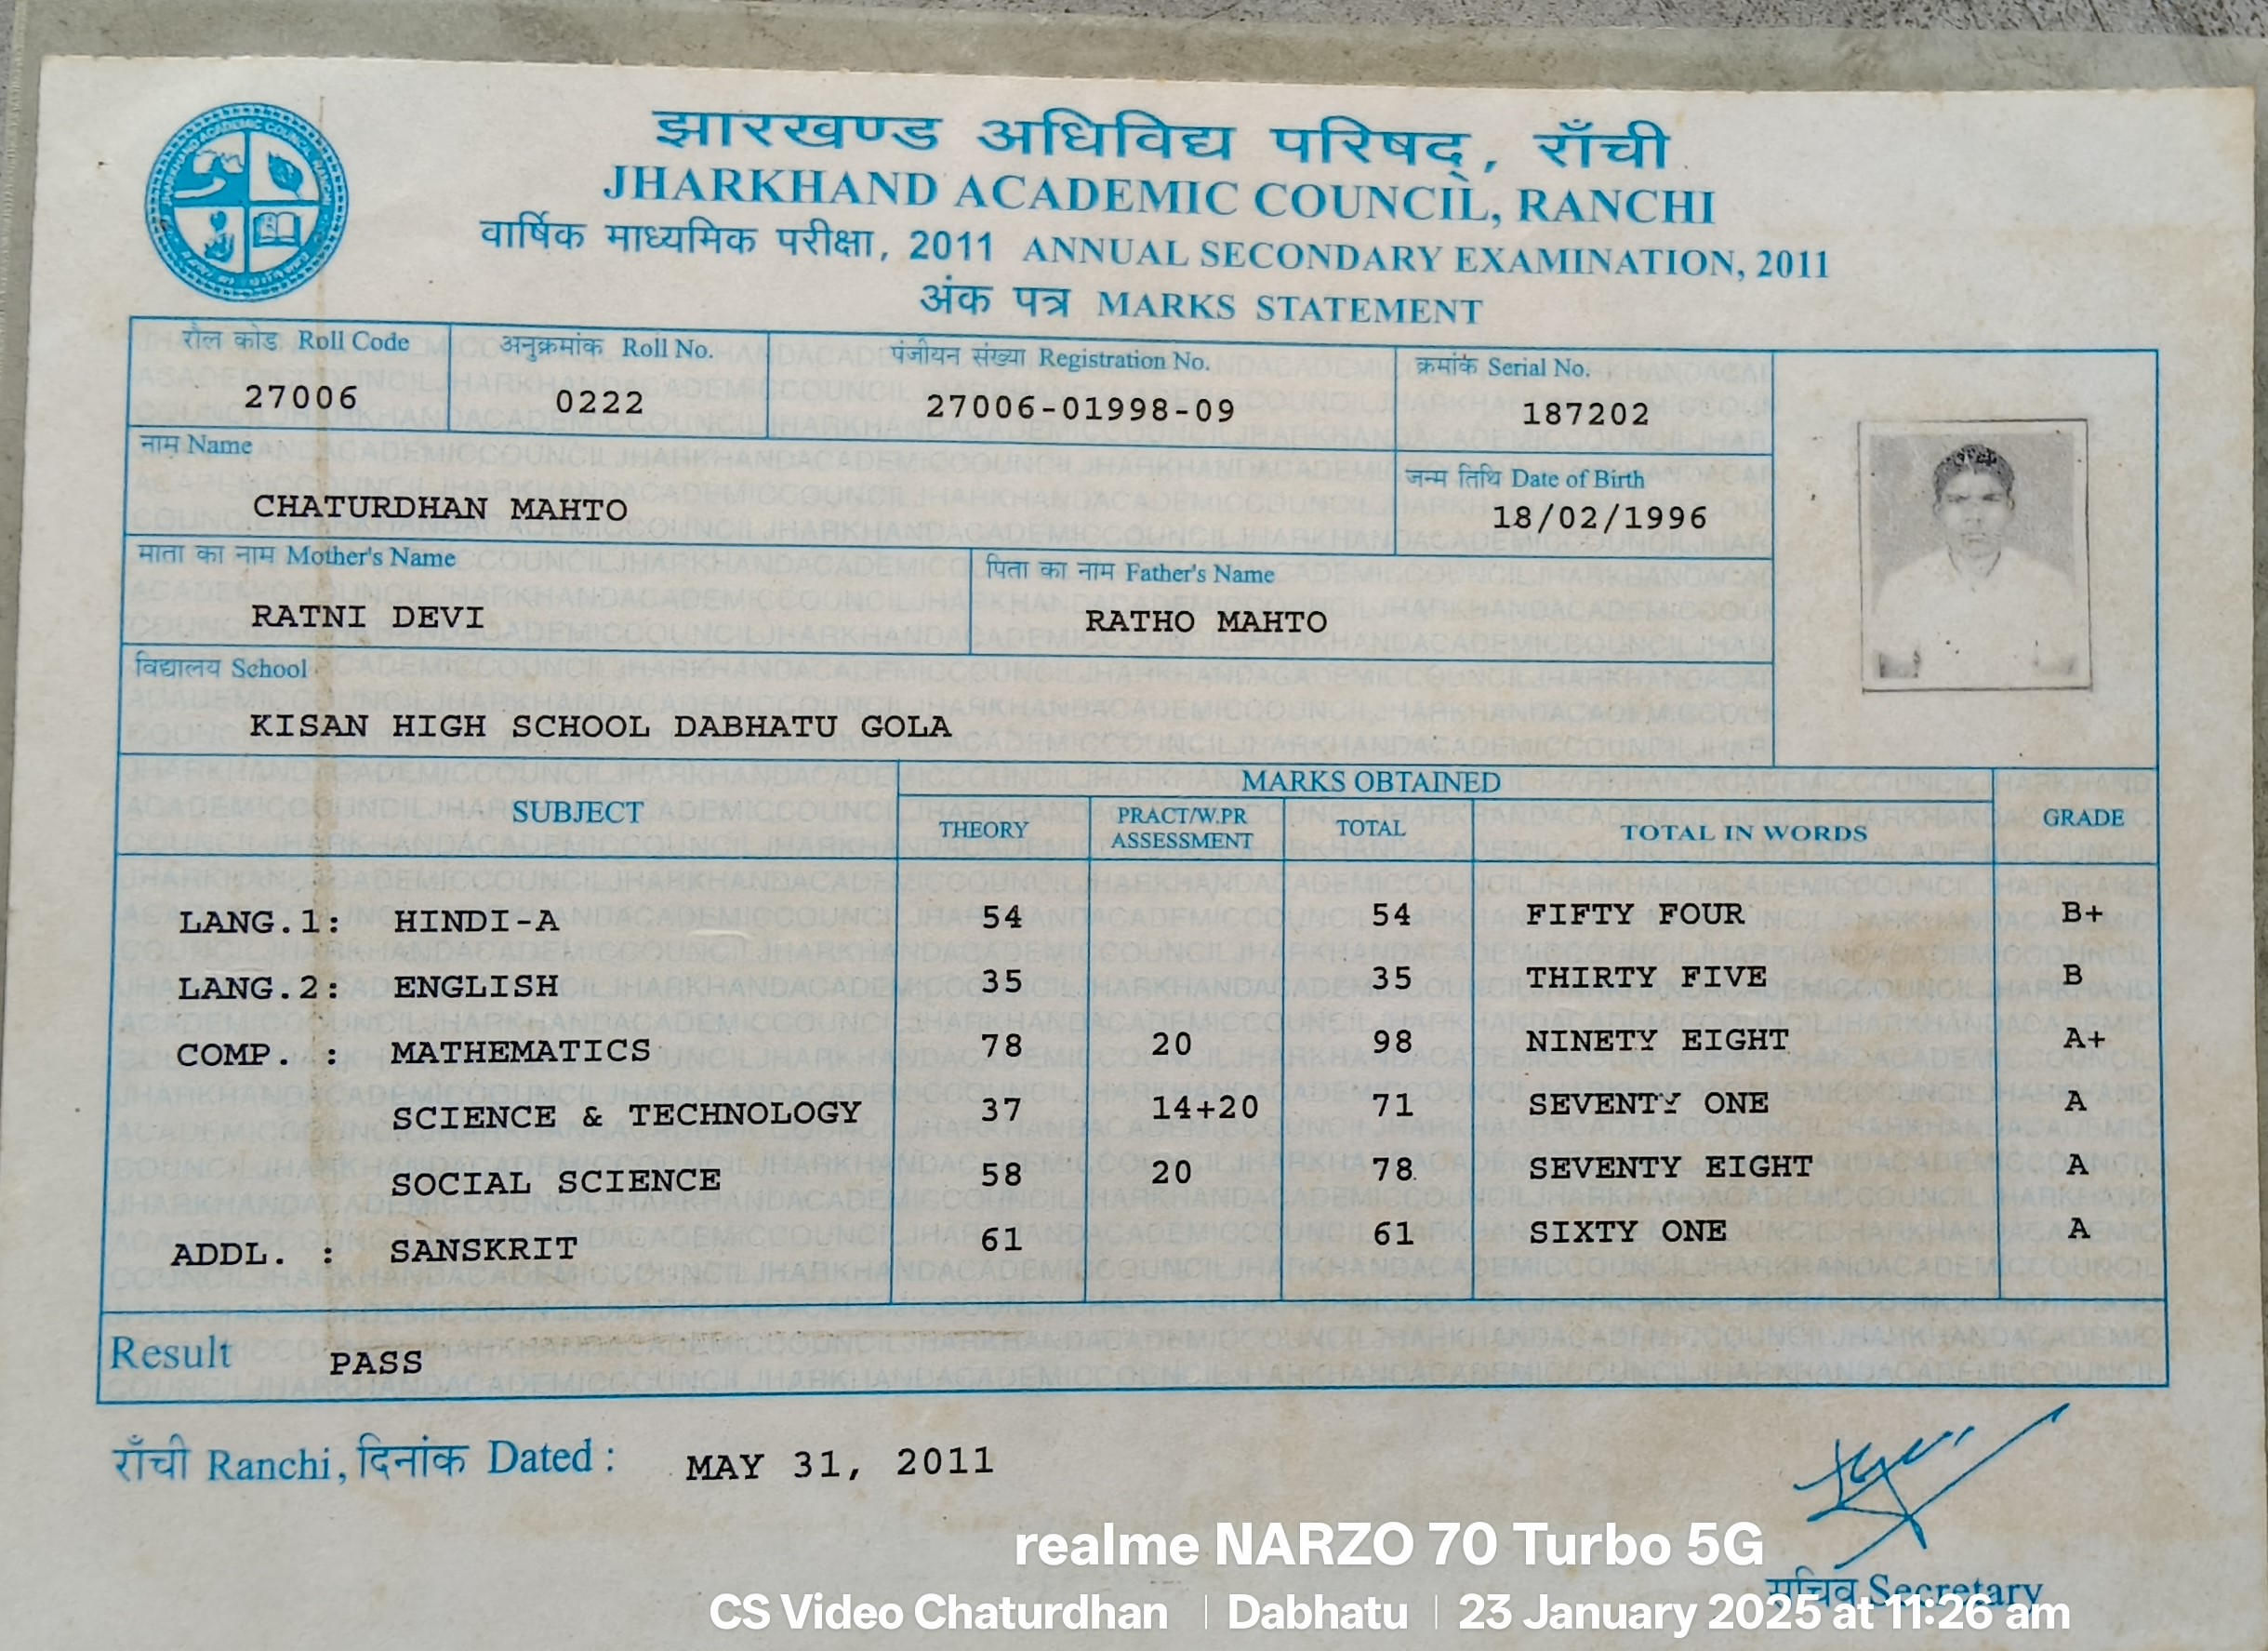 झारखण्ड अधिविद्य परिषद्, राँची
JHARKHAND ACADEMIC COUNCIL, RANCHI
वार्षिक माध्यमिक परीक्षा, 2011 ANNUAL SECONDARY EXAMINATION, 2011
अंक पत्र MARKS STATEMENT
रौल कोड Roll Code अनुक्रमांक Roll No. पंजीयन संख्या Registration No. क्रमांक Serial No.
27006 0222 27006-01998-09 187202
नाम Name जन्म तिथि Date of Birth
CHATURDHAN MAHTO 18/02/1996
माता का नाम Mother's Name पिता का नाम Father's Name
RATNI DEVI RATHO MAHTO
विद्यालय School
KISAN HIGH SCHOOL DABHATU GOLA
MARKS OBTAINED
SUBJECT THEORY PRACT/W.PR ASSESSMENT TOTAL TOTAL IN WORDS GRADE
LANG.1: HINDI-A 54 54 FIFTY FOUR B+
LANG.2: ENGLISH 35 35 THIRTY FIVE B
COMP. : MATHEMATICS 78 20 98 NINETY EIGHT A+
SCIENCE & TECHNOLOGY 37 14+20 71 SEVENTY ONE A
SOCIAL SCIENCE 58 20 78 SEVENTY EIGHT A
ADDL. : SANSKRIT 61 61 SIXTY ONE A
Result PASS
राँची Ranchi, दिनांक Dated : MAY 31, 2011
सचिव Secretary
realme NARZO 70 Turbo 5G
CS Video Chaturdhan | Dabhatu | 23 January 2025 at 11:26 am